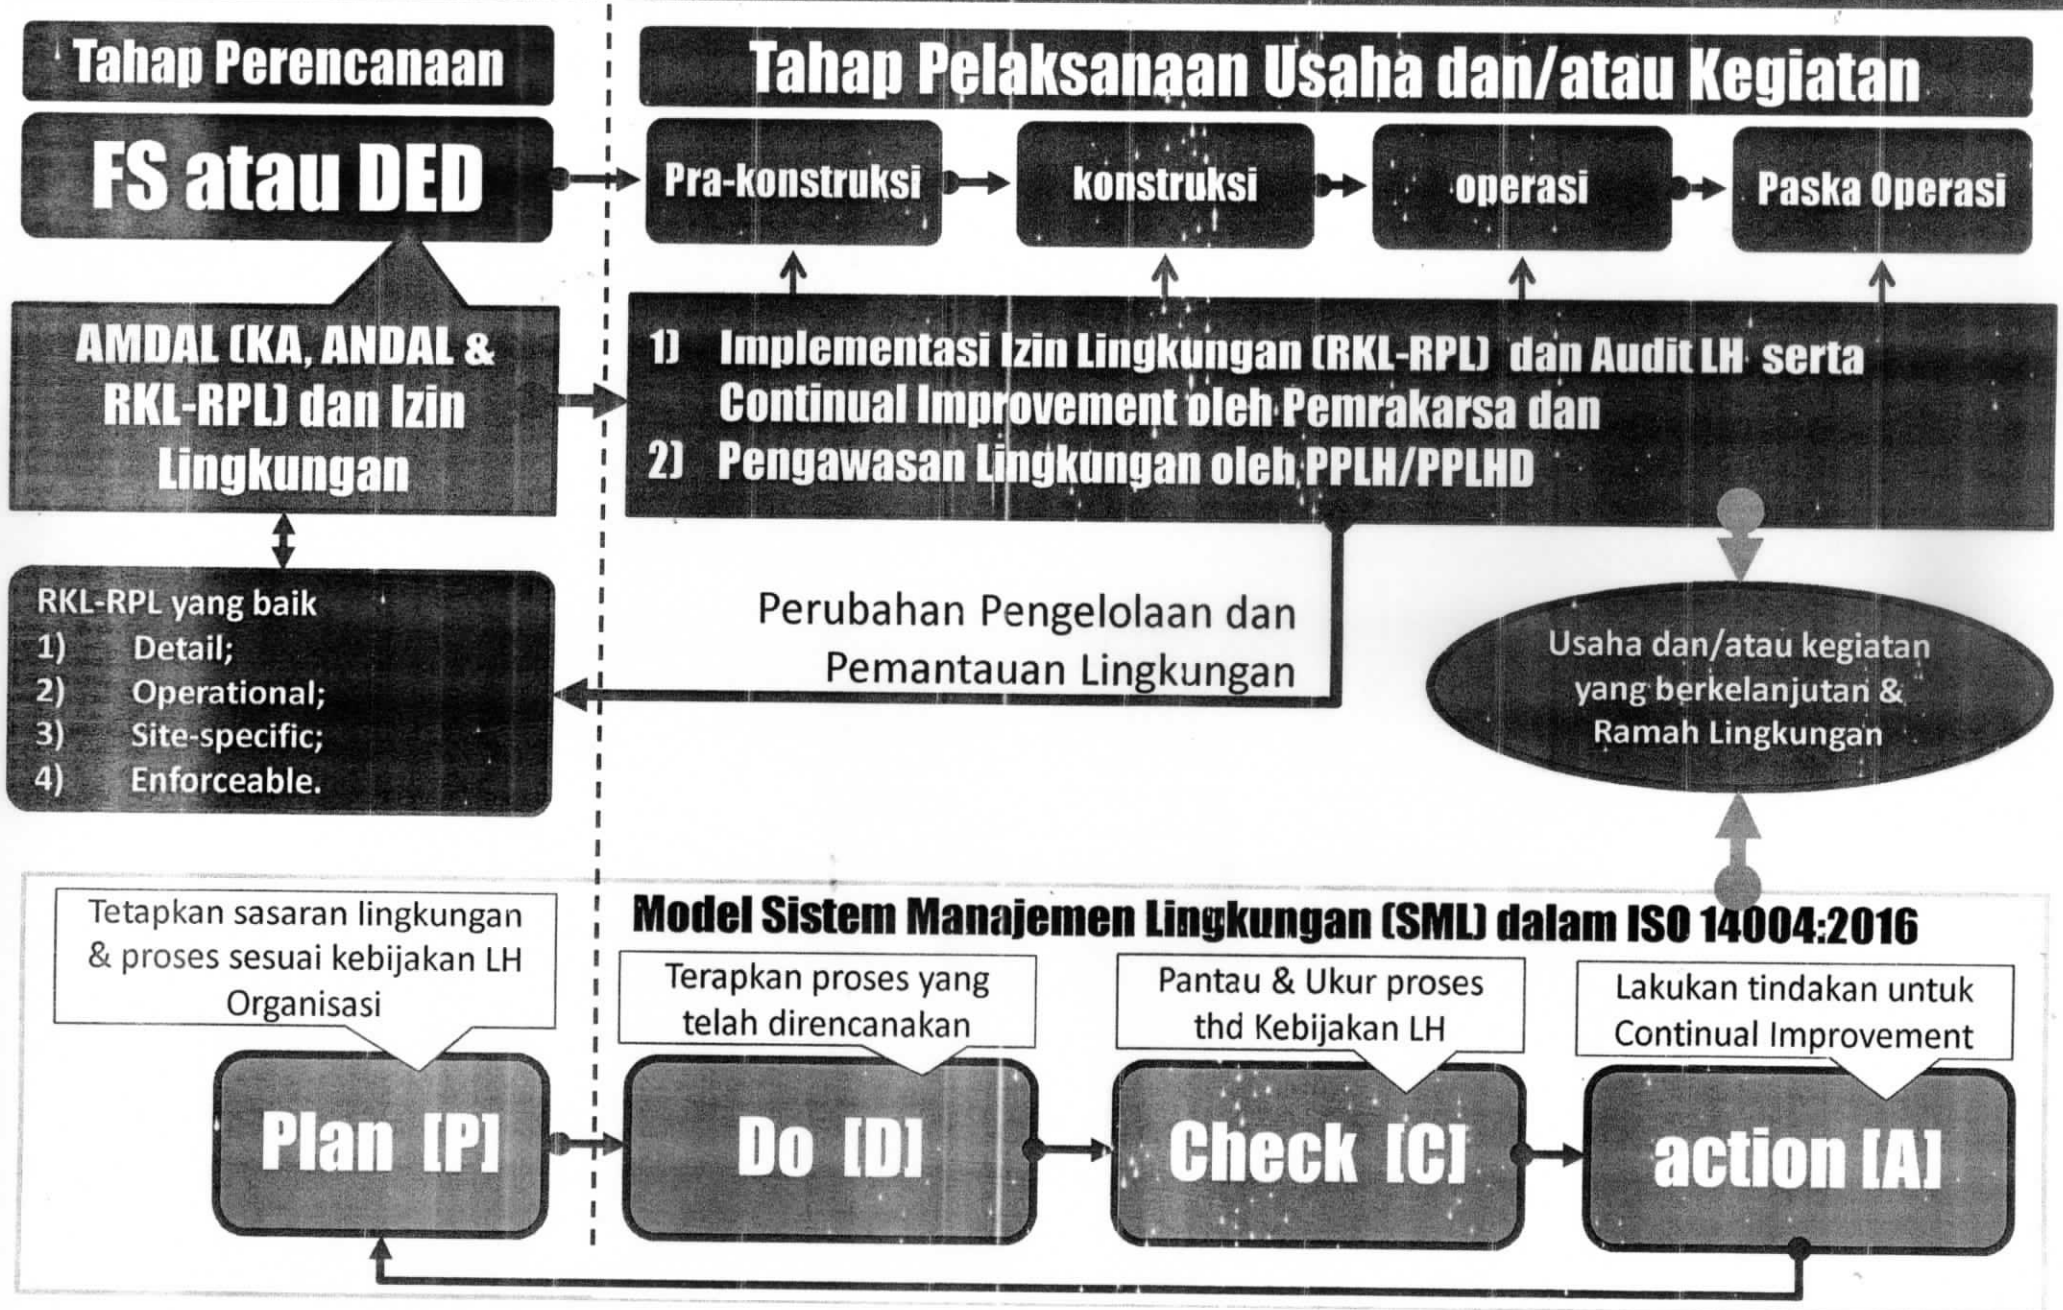 Tahap Perencanaan
Tahap Pelaksanaan Usaha dan/atau Kegiatan
FS atau DED
Pra-konstruksi
konstruksi
operasi
Paska Operasi
AMDAL (KA, ANDAL &
RKL-RPL) dan Izin
Lingkungan
1) Implementasi Izin Lingkungan (RKL-RPL) dan Audit LH serta
Continual Improvement oleh Pemrakarsa dan
2) Pengawasan Lingkungan oleh PPLH/PPLHD
RKL-RPL yang baik
1) Detail;
2) Operational;
3) Site-specific;
4) Enforceable.
Perubahan Pengelolaan dan
Pemantauan Lingkungan
Usaha dan/atau kegiatan
yang berkelanjutan &
Ramah Lingkungan
Model Sistem Manajemen Lingkungan (SML) dalam ISO 14004:2016
Tetapkan sasaran lingkungan
& proses sesuai kebijakan LH
Organisasi
Terapkan proses yang
telah direncanakan
Pantau & Ukur proses
thd Kebijakan LH
Lakukan tindakan untuk
Continual Improvement
Plan [P]
Do [D]
Check [C]
action [A]